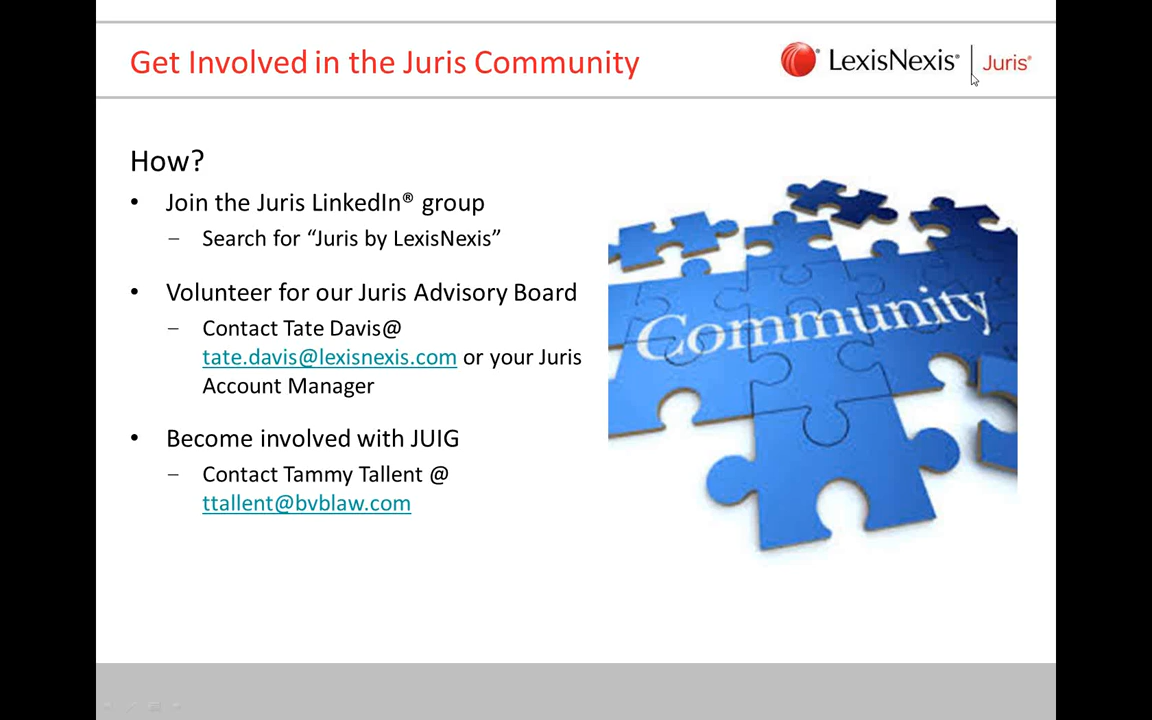 Get Involved in the Juris Community
LexisNexis® | Juris®
How?
• Join the Juris LinkedIn® group
– Search for “Juris by LexisNexis”
• Volunteer for our Juris Advisory Board
– Contact Tate Davis@
tate.davis@lexisnexis.com or your Juris
Account Manager
• Become involved with JUIG
– Contact Tammy Tallent @
ttallent@bvblaw.com
Community